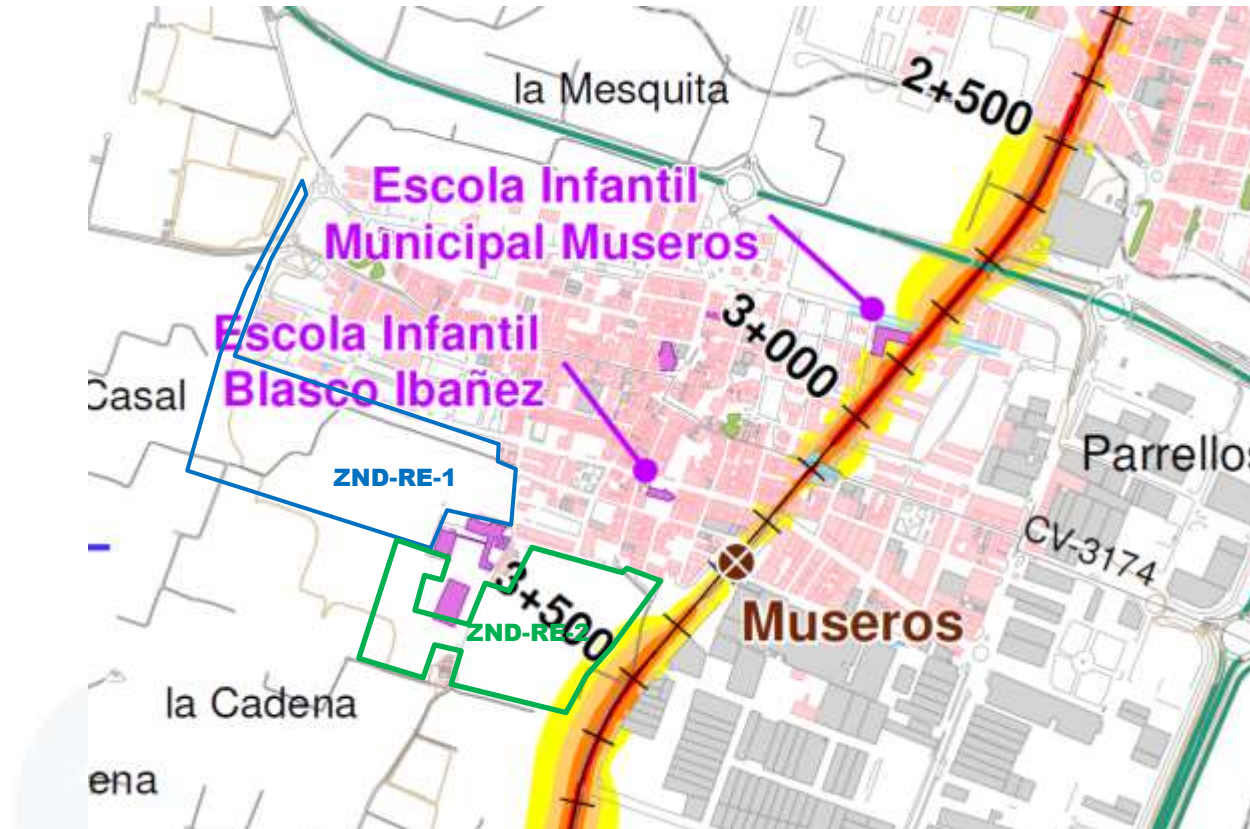 la Mesquita
2+500
Escola Infantil
Municipal Museros
3+000
Escola Infantil
Blasco Ibañez
Casal
Parrellos
ZND-RE-1
CV-3174
3+500
ZND-RE-2
Museros
la Cadena
ena